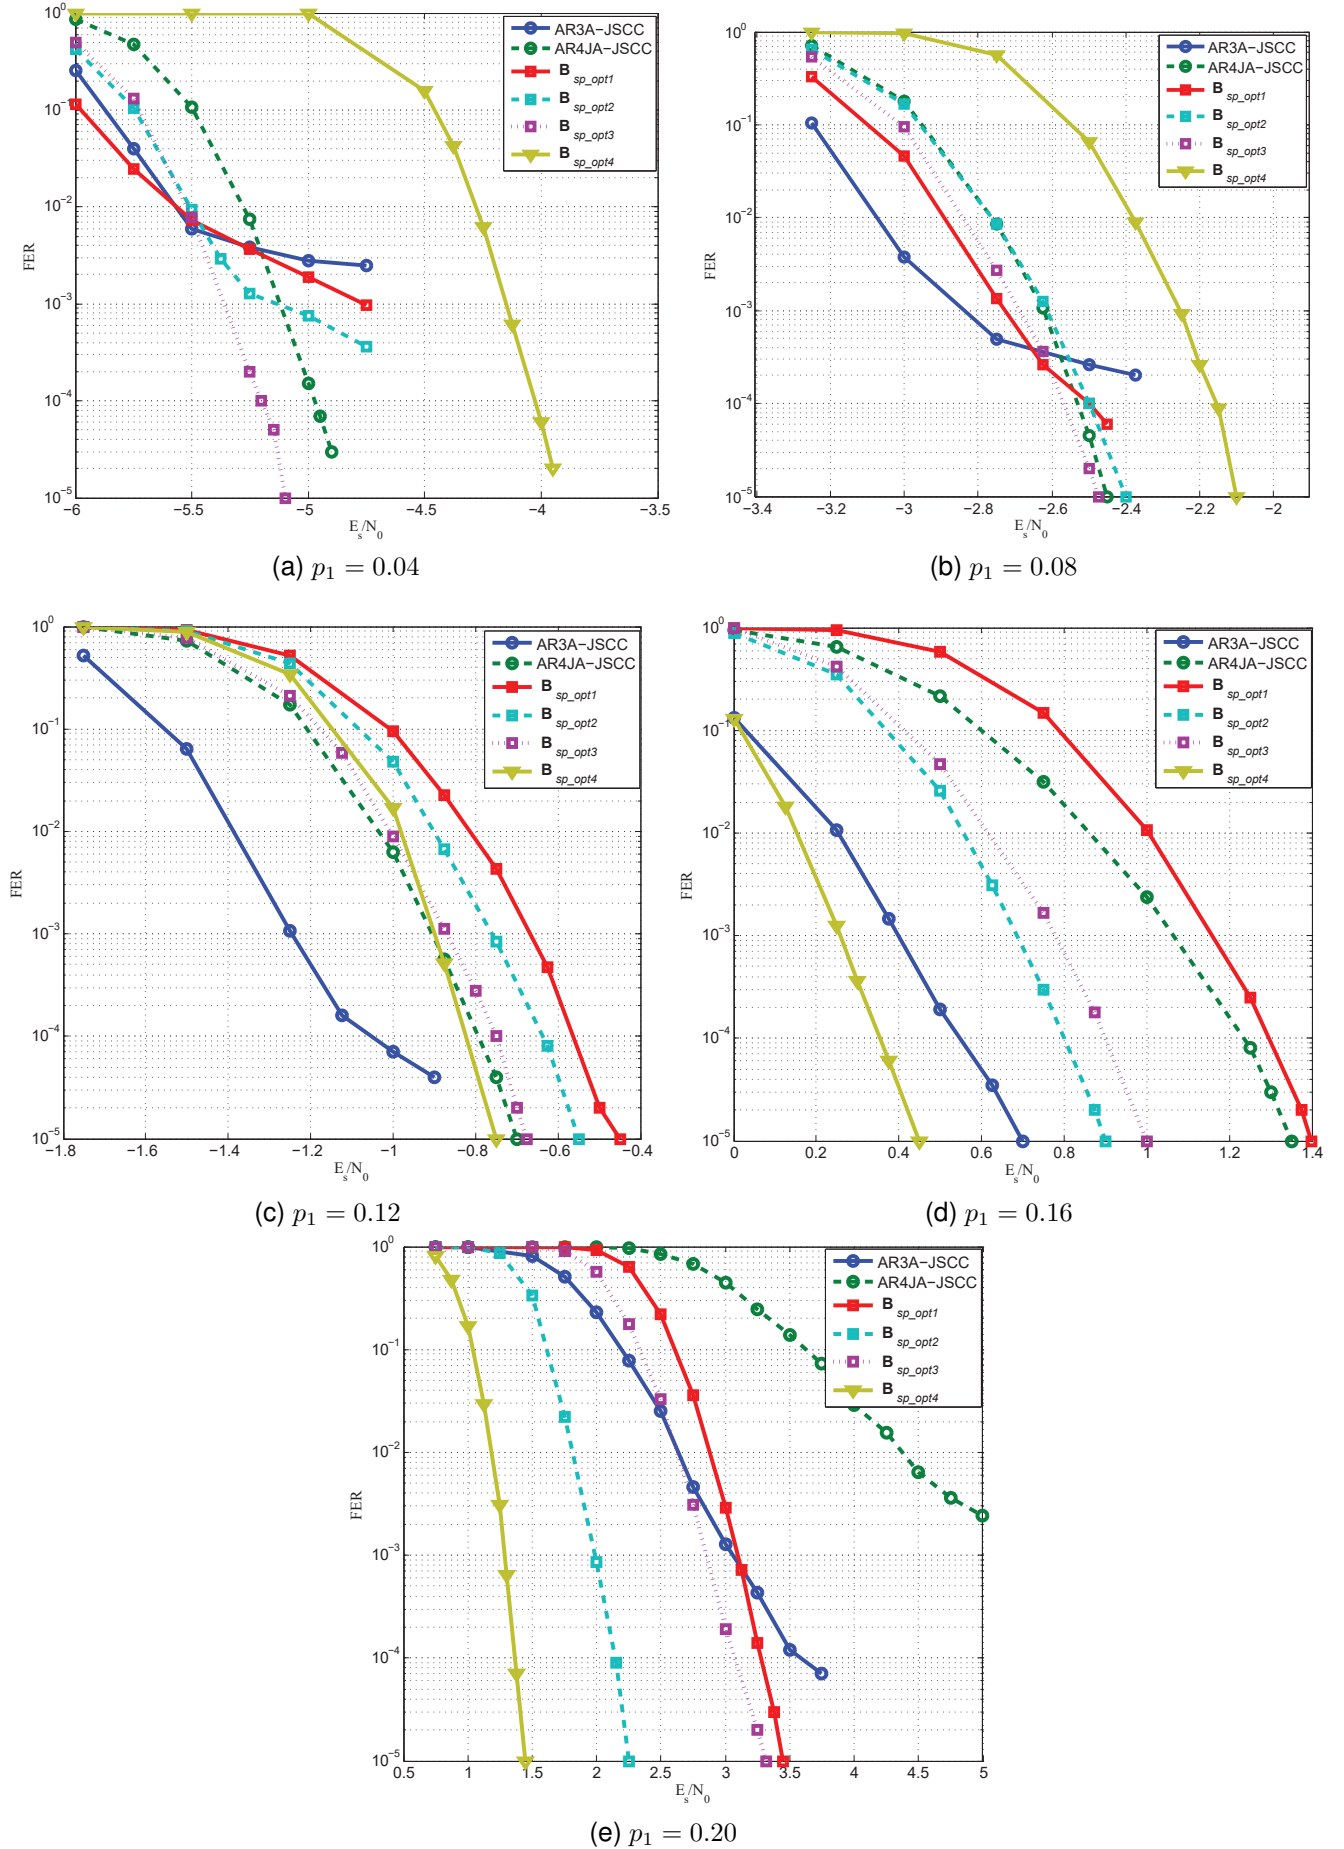 10^0
10^-1
10^-2
10^-3
10^-4
10^-5
FER
−6
−5.5
−5
−4.5
−4
−3.5
E_s/N_0
AR3A−JSCC
AR4JA−JSCC
B_sp_opt1
B_sp_opt2
B_sp_opt3
B_sp_opt4
(a) p_1 = 0.04
10^0
10^-1
10^-2
10^-3
10^-4
10^-5
FER
−3.4
−3.2
−3
−2.8
−2.6
−2.4
−2.2
−2
E_s/N_0
AR3A−JSCC
AR4JA−JSCC
B_sp_opt1
B_sp_opt2
B_sp_opt3
B_sp_opt4
(b) p_1 = 0.08
10^0
10^-1
10^-2
10^-3
10^-4
10^-5
FER
−1.8
−1.6
−1.4
−1.2
−1
−0.8
−0.6
−0.4
E_s/N_0
AR3A−JSCC
AR4JA−JSCC
B_sp_opt1
B_sp_opt2
B_sp_opt3
B_sp_opt4
(c) p_1 = 0.12
10^0
10^-1
10^-2
10^-3
10^-4
10^-5
FER
0
0.2
0.4
0.6
0.8
1
1.2
1.4
E_s/N_0
AR3A−JSCC
AR4JA−JSCC
B_sp_opt1
B_sp_opt2
B_sp_opt3
B_sp_opt4
(d) p_1 = 0.16
10^0
10^-1
10^-2
10^-3
10^-4
10^-5
FER
0.5
1
1.5
2
2.5
3
3.5
4
4.5
5
E_s/N_0
AR3A−JSCC
AR4JA−JSCC
B_sp_opt1
B_sp_opt2
B_sp_opt3
B_sp_opt4
(e) p_1 = 0.20